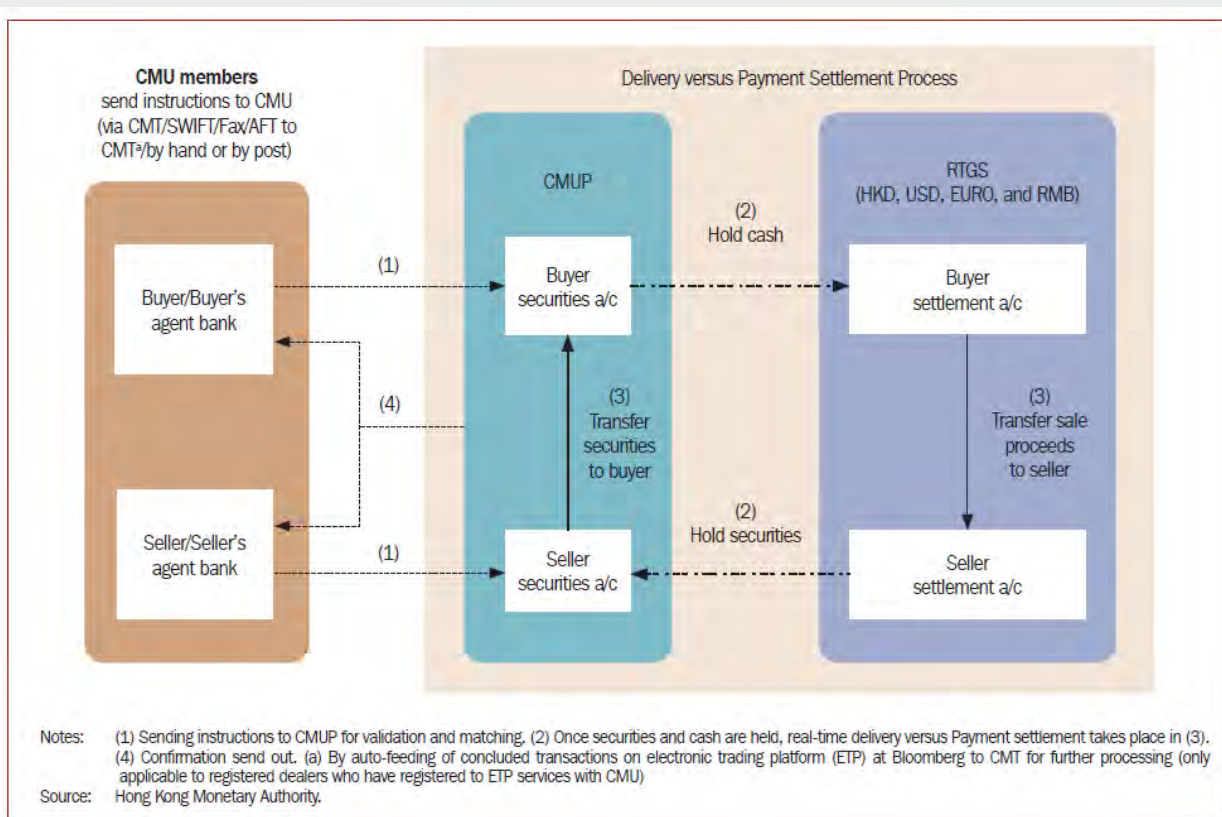 CMU members
send instructions to CMU
(via CMT/SWIFT/Fax/AFT to
CMTª/by hand or by post)
Delivery versus Payment Settlement Process
CMUP
RTGS
(HKD, USD, EURO, and RMB)
(2)
Hold cash
(1)
Buyer/Buyer's
agent bank
Buyer
securities a/c
Buyer
settlement a/c
(4)
(3)
Transfer
securities
to buyer
(3)
Transfer sale
proceeds
to seller
(2)
Hold securities
(1)
Seller/Seller's
agent bank
Seller
securities a/c
Seller
settlement a/c
Notes: (1) Sending instructions to CMUP for validation and matching. (2) Once securities and cash are held, real-time delivery versus Payment settlement takes place in (3).
(4) Confirmation send out. (a) By auto-feeding of concluded transactions on electronic trading platform (ETP) at Bloomberg to CMT for further processing (only
applicable to registered dealers who have registered to ETP services with CMU)
Source: Hong Kong Monetary Authority.